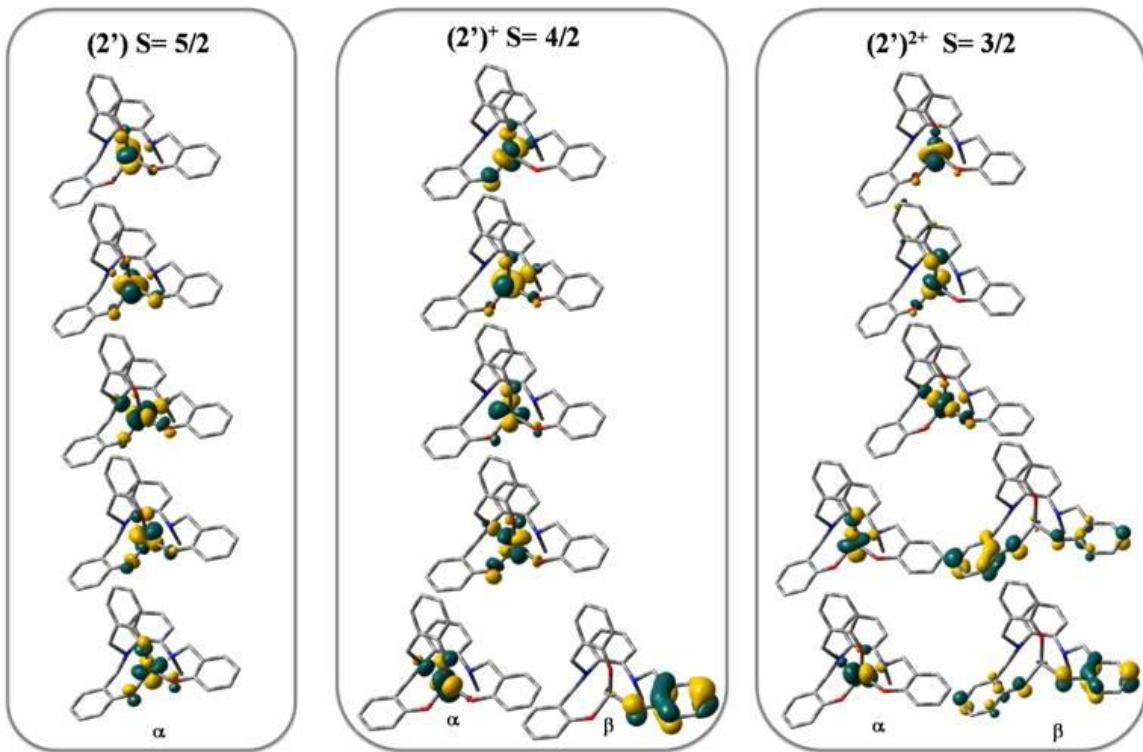 (2’) S= 5/2
(2’)⁺ S= 4/2
(2’)²⁺ S= 3/2
α
α
β
α
β